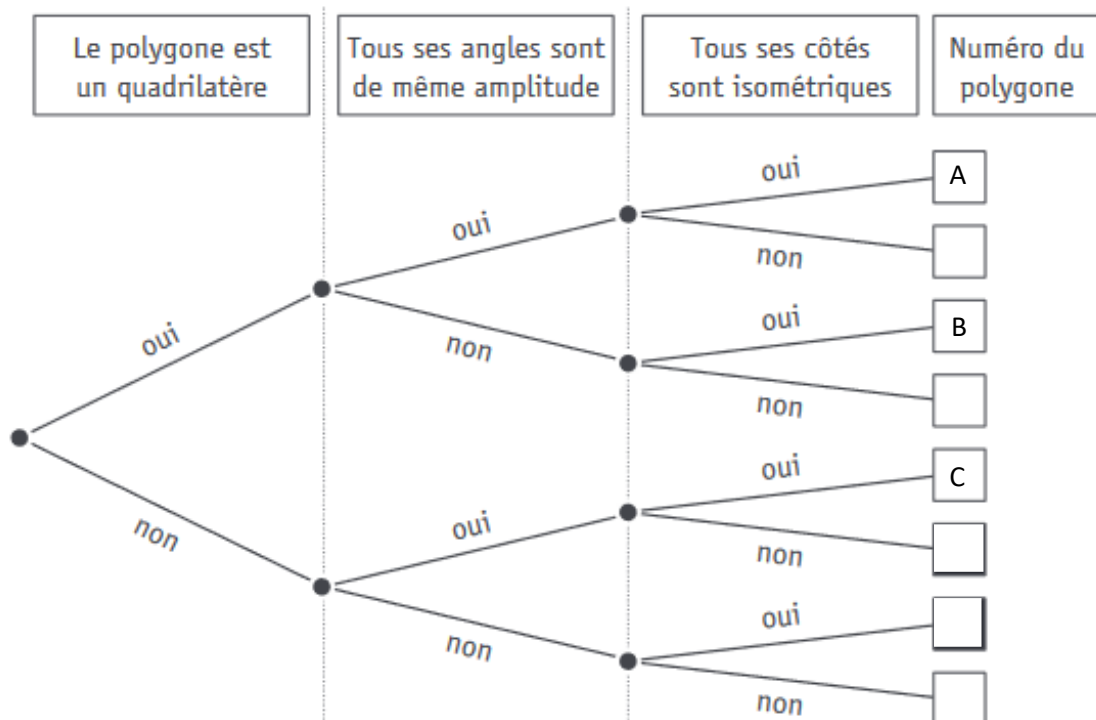 Le polygone est
un quadrilatère
Tous ses angles sont
de même amplitude
Tous ses côtés
sont isométriques
Numéro du
polygone
oui
A
oui
non
oui
B
oui
non
non
oui
C
non
oui
non
oui
non
non